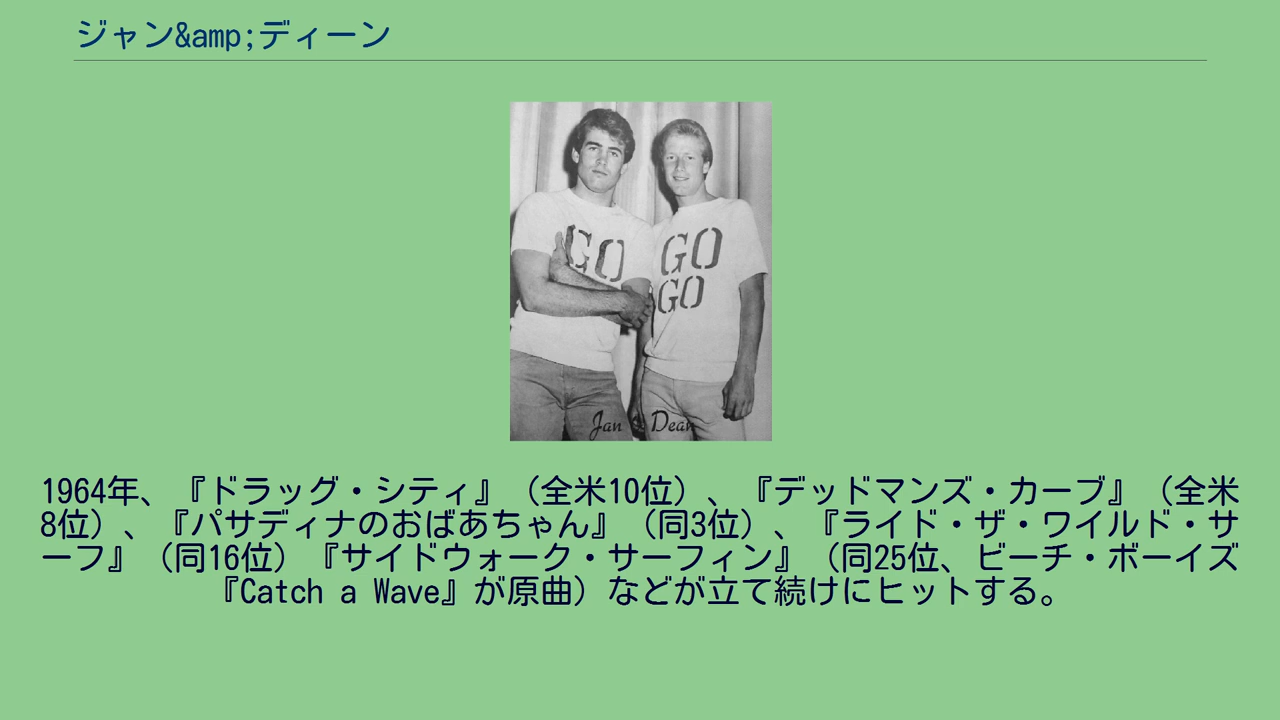 ジャン&amp;ディーン
GO
GO
GO
Jan & Dean
1964年、『ドラッグ・シティ』（全米10位）、『デッドマンズ・カーブ』（全米
8位）、『パサディナのおばあちゃん』（同3位）、『ライド・ザ・ワイルド・サ
ーフ』（同16位）『サイドウォーク・サーフィン』（同25位、ビーチ・ボーイズ
『Catch a Wave』が原曲）などが立て続けにヒットする。